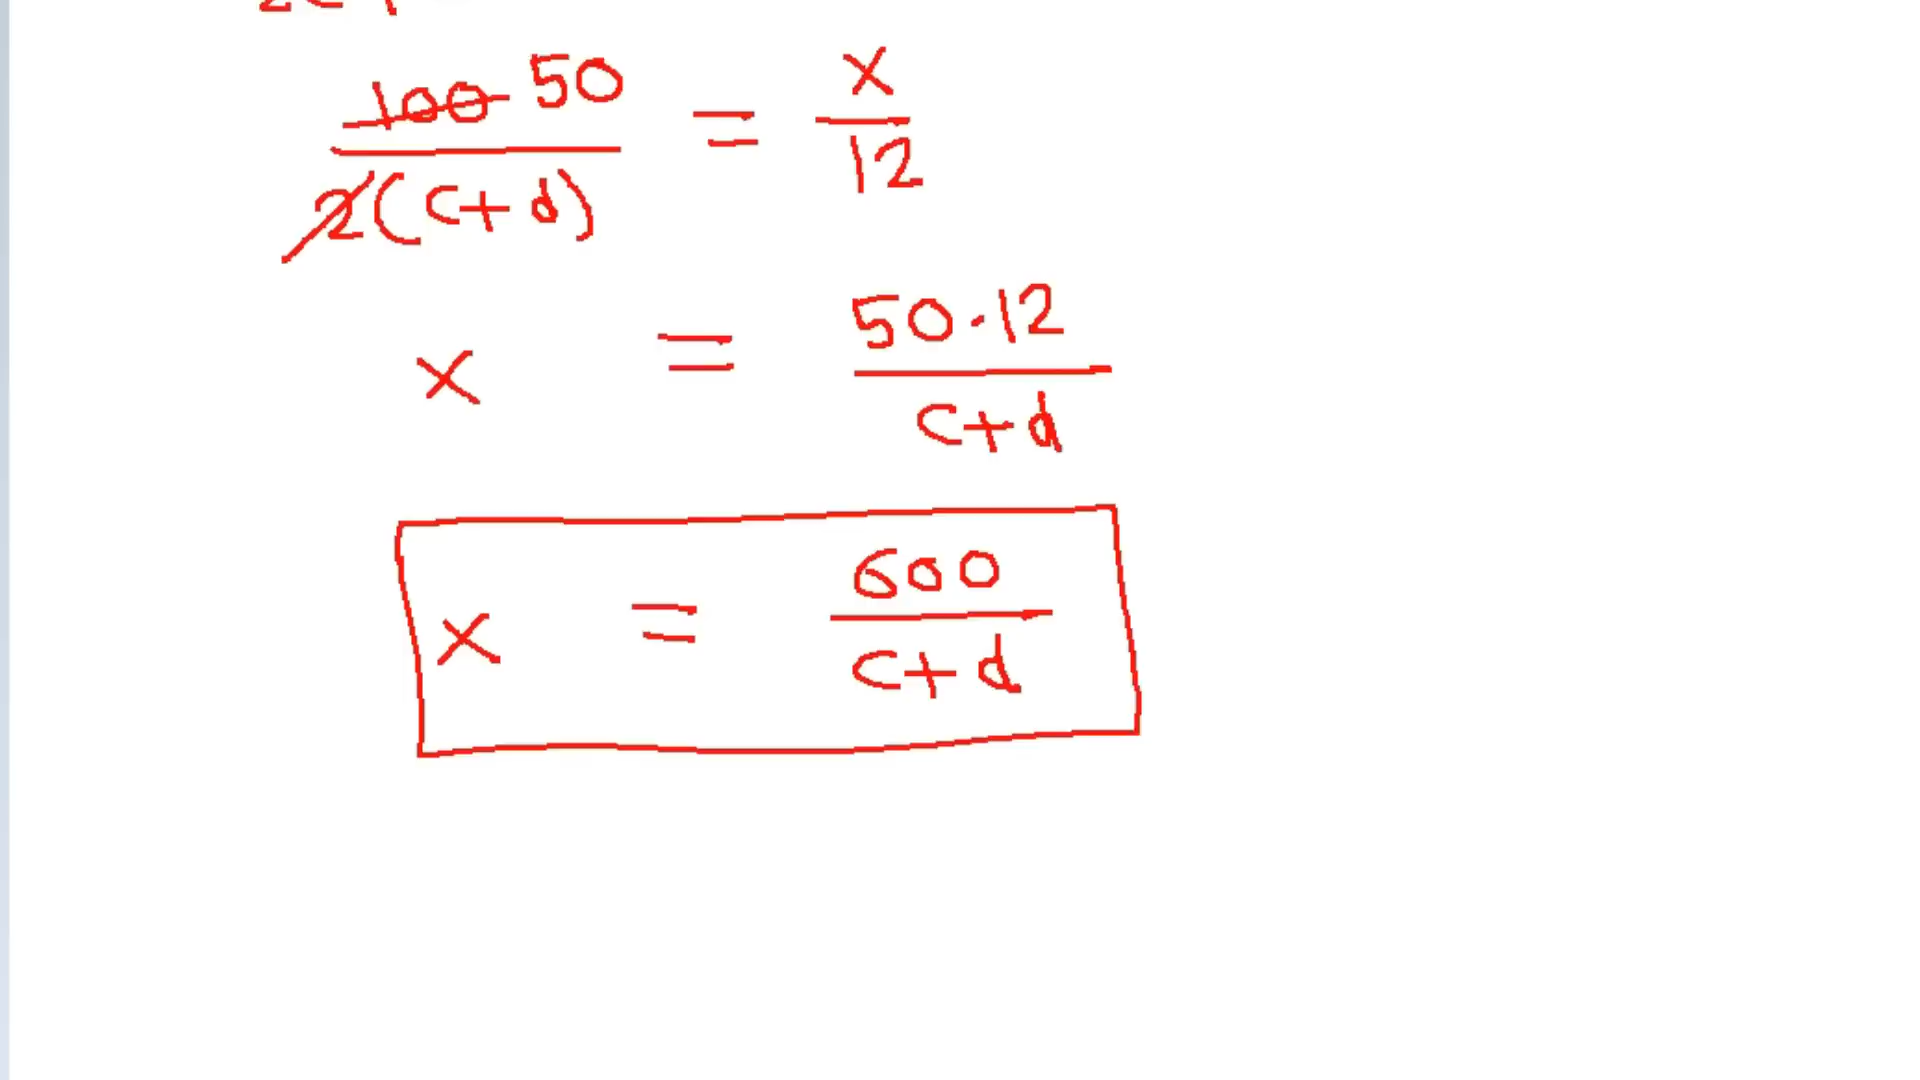 100 50 / 2(c+d) = x / 12
x = 50·12 / c+d
x = 600 / c+d